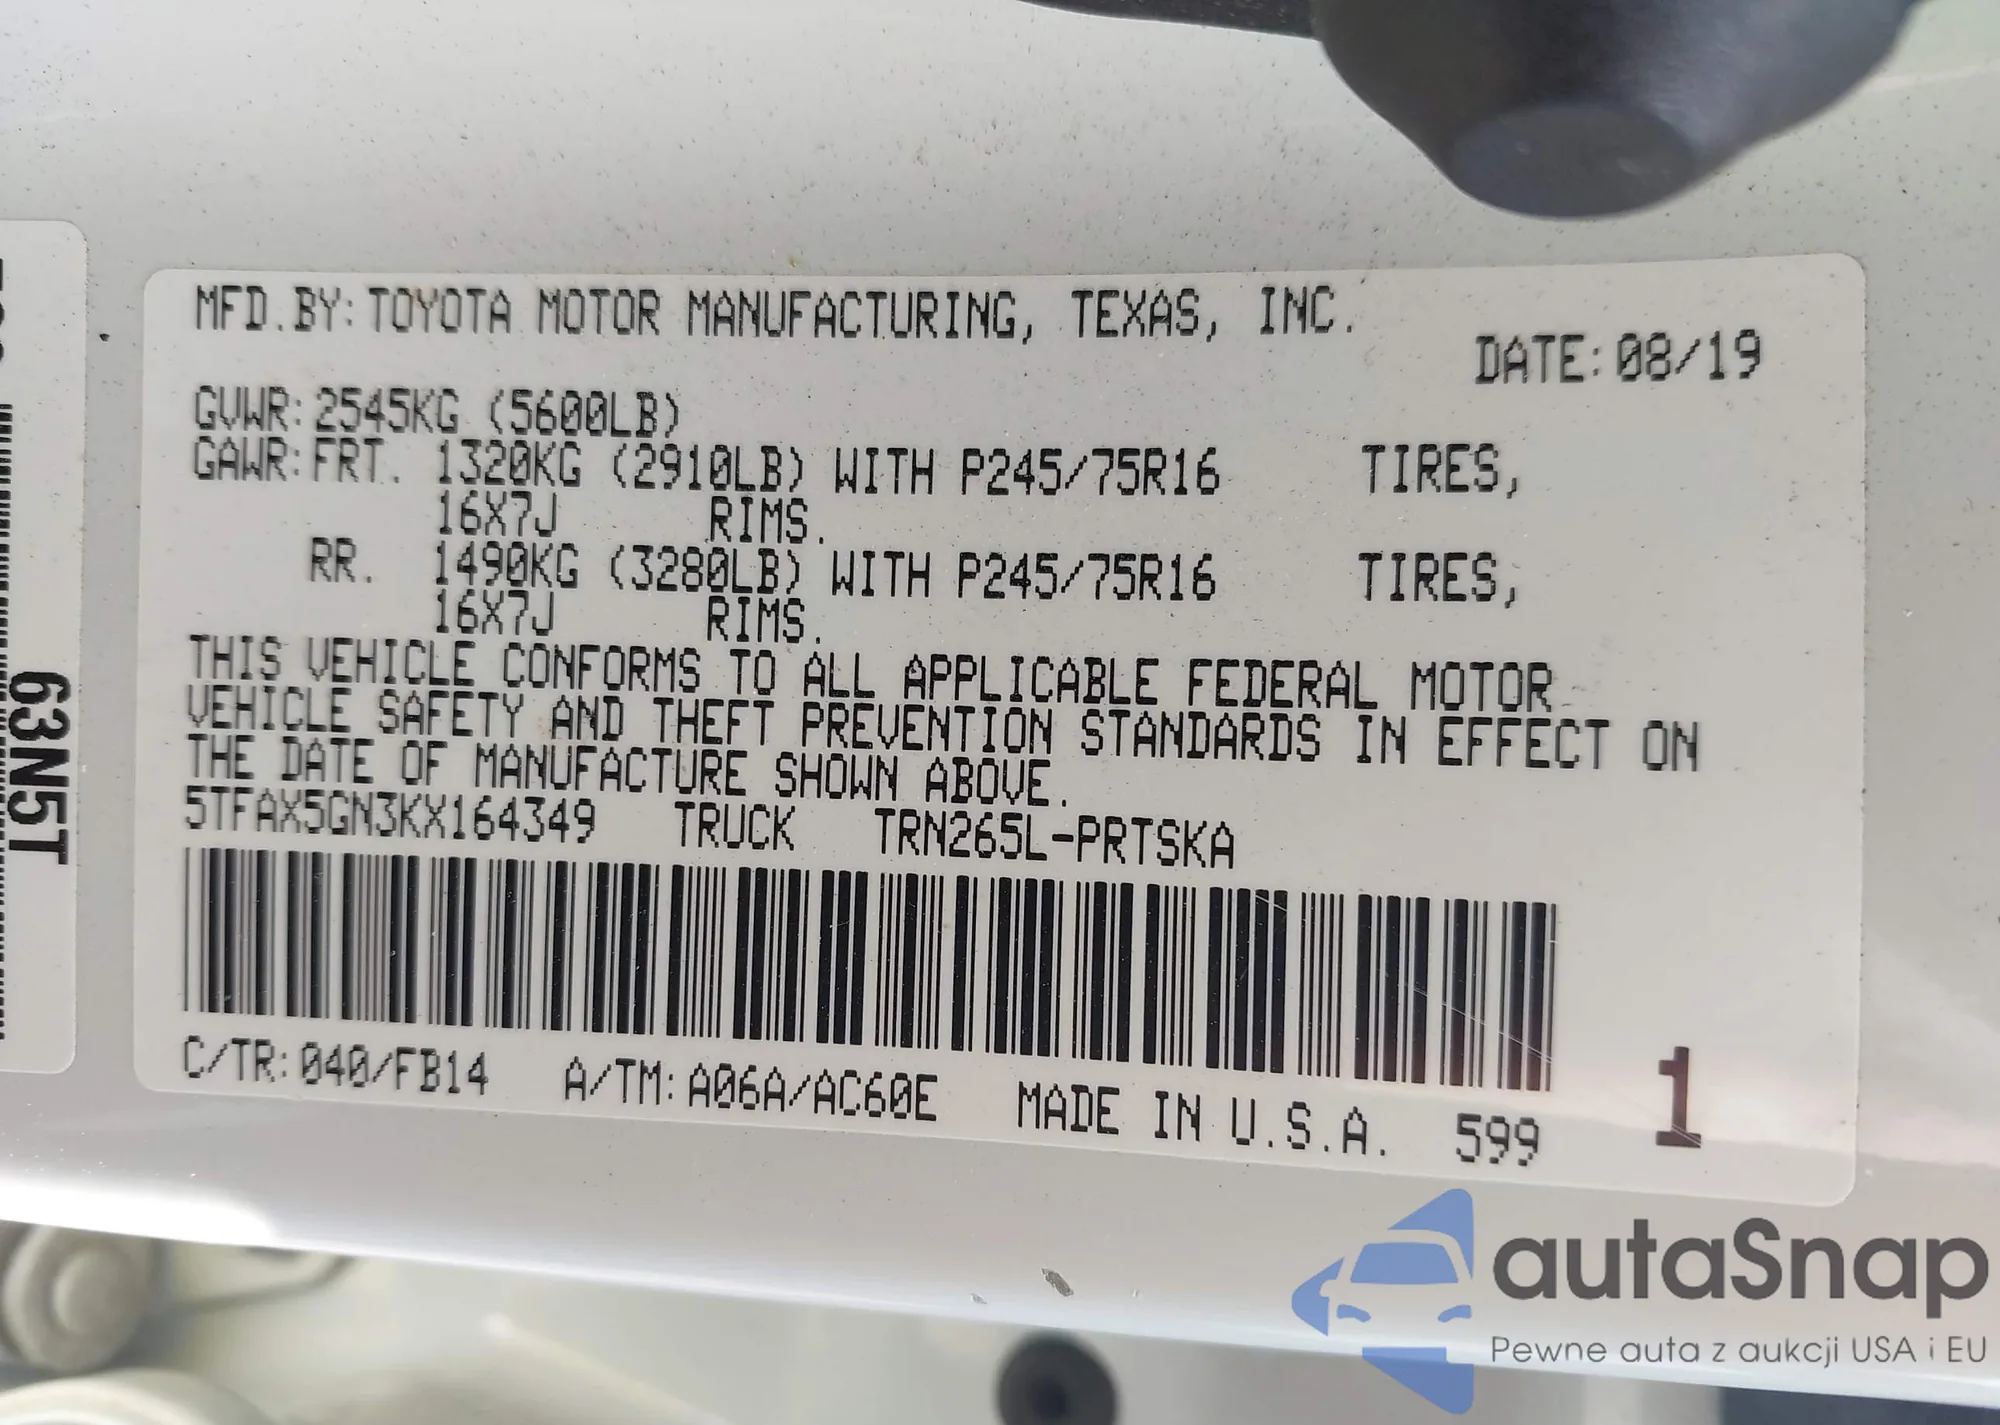 MFD.BY:TOYOTA MOTOR MANUFACTURING, TEXAS, INC.
DATE:08/19
GVWR:2545KG (5600LB)
GAWR:FRT. 1320KG (2910LB) WITH P245/75R16 TIRES,
16X7J RIMS.
RR. 1490KG (3280LB) WITH P245/75R16 TIRES,
16X7J RIMS.
THIS VEHICLE CONFORMS TO ALL APPLICABLE FEDERAL MOTOR
VEHICLE SAFETY AND THEFT PREVENTION STANDARDS IN EFFECT ON
THE DATE OF MANUFACTURE SHOWN ABOVE.
5TFAX5GN3KX164349 TRUCK TRN265L-PRTSKA
C/TR:040/FB14 A/TM:A06A/AC60E MADE IN U.S.A. 599 1
63N5T
autaSnap
Pewne auta z aukcji USA i EU